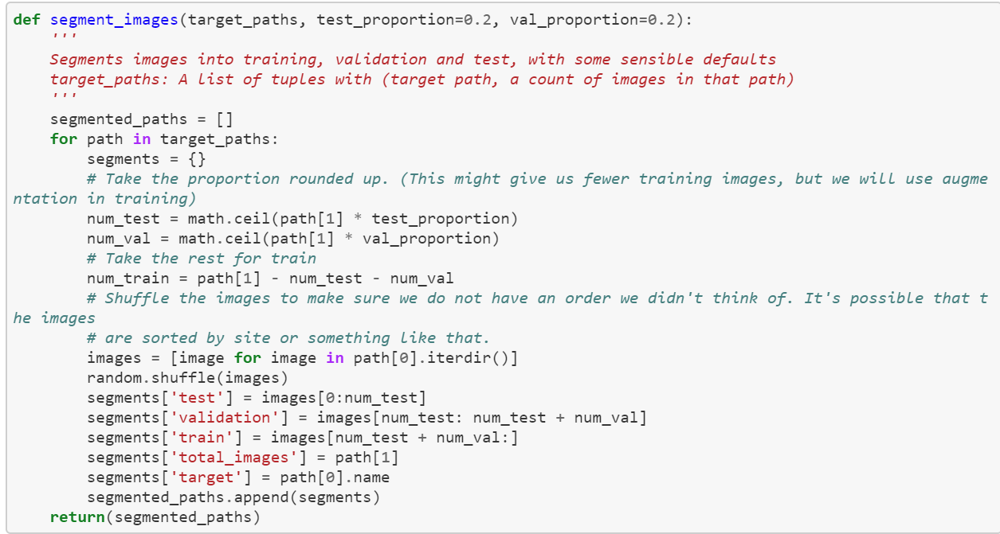 def segment_images(target_paths, test_proportion=0.2, val_proportion=0.2):
    '''
    Segments images into training, validation and test, with some sensible defaults
    target_paths: A list of tuples with (target path, a count of images in that path)
    '''
    segmented_paths = []
    for path in target_paths:
        segments = {}
        # Take the proportion rounded up. (This might give us fewer training images, but we will use augme
ntation in training)
        num_test = math.ceil(path[1] * test_proportion)
        num_val = math.ceil(path[1] * val_proportion)
        # Take the rest for train
        num_train = path[1] - num_test - num_val
        # Shuffle the images to make sure we do not have an order we didn't think of. It's possible that t
he images
        # are sorted by site or something like that.
        images = [image for image in path[0].iterdir()]
        random.shuffle(images)
        segments['test'] = images[0:num_test]
        segments['validation'] = images[num_test: num_test + num_val]
        segments['train'] = images[num_test + num_val:]
        segments['total_images'] = path[1]
        segments['target'] = path[0].name
        segmented_paths.append(segments)
    return(segmented_paths)